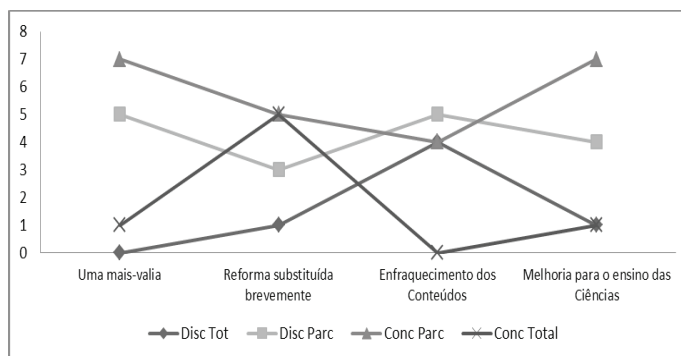 8
7
6
5
4
3
2
1
0
Uma mais-valia
Reforma substituída
brevemente
Enfraquecimento dos
Conteúdos
Melhoria para o ensino das
Ciências
Disc Tot
Disc Parc
Conc Parc
Conc Total